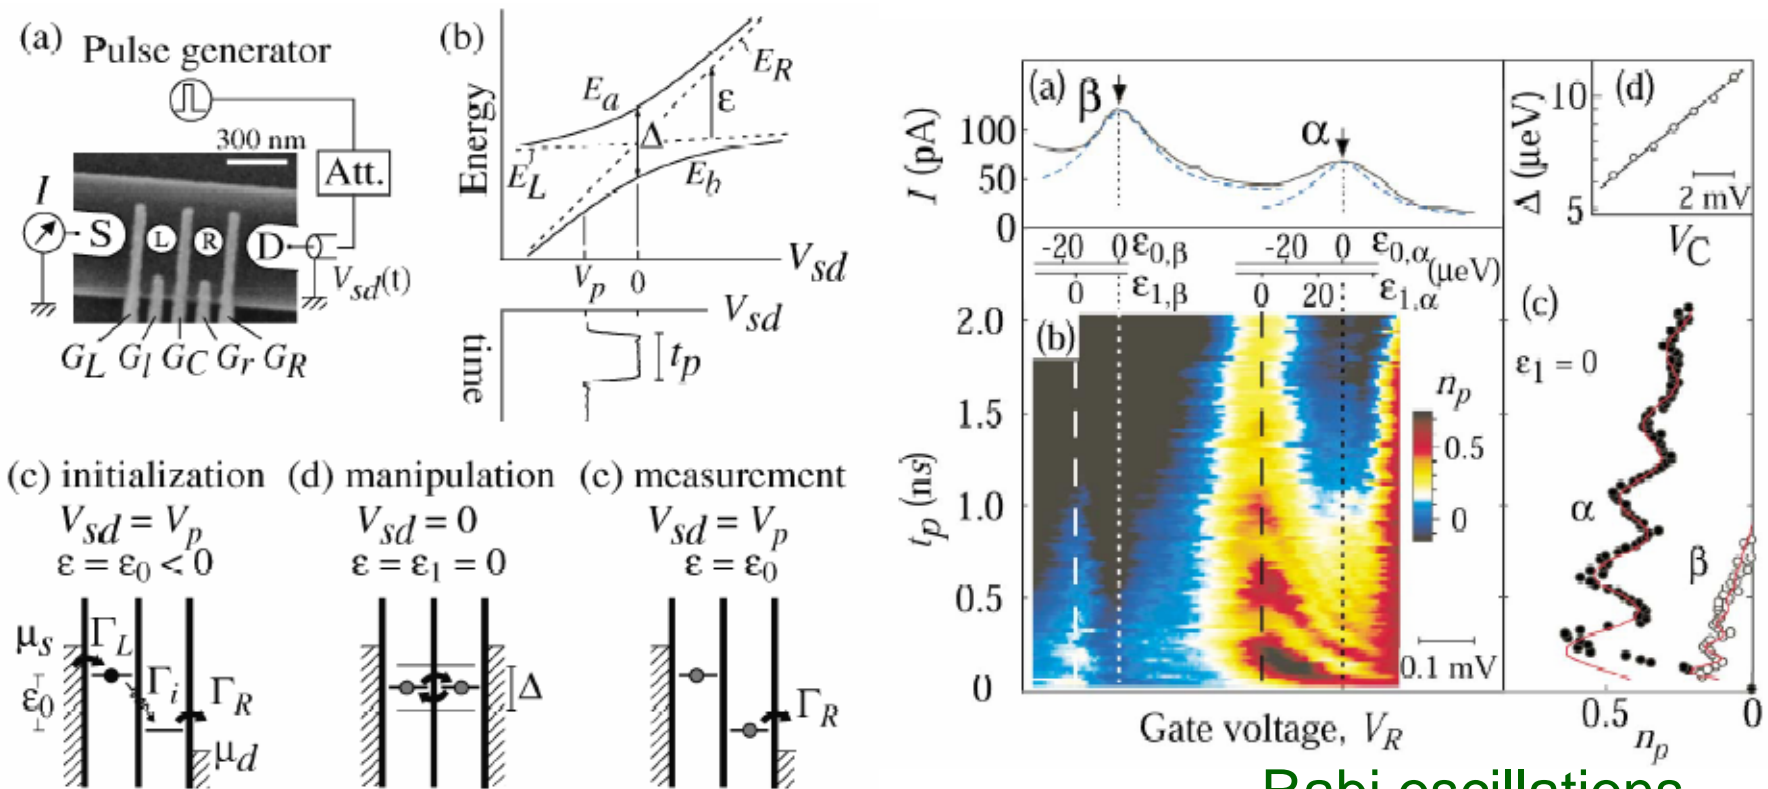 (a)
Pulse generator
300 nm
Att.
I
S
L
R
D
V_sd(t)
G_L G_l G_C G_r G_R
(b)
Energy
E_a
E_R
ε
Δ
E_L
E_b
V_sd
V_p 0
V_sd
time
t_p
(c) initialization
V_sd = V_p
ε = ε_0 < 0
μ_s
Γ_L
Γ_i
Γ_R
ε_0
μ_d
(d) manipulation
V_sd = 0
ε = ε_1 = 0
Δ
(e) measurement
V_sd = V_p
ε = ε_0
Γ_R
(a)
β
α
I (pA)
100
50
0
-20 0 ε_0,β
-20 0 ε_0,α
(μeV)
0 ε_1,β
0 20 ε_1,α
(b)
t_p (ns)
2.0
1.5
1.0
0.5
0
n_p
0.5
0
0.1 mV
Gate voltage, V_R
(d)
Δ (μeV)
10
5
2 mV
V_C
(c)
ε_1 = 0
α
β
0.5
0
n_p
Rabi oscillations